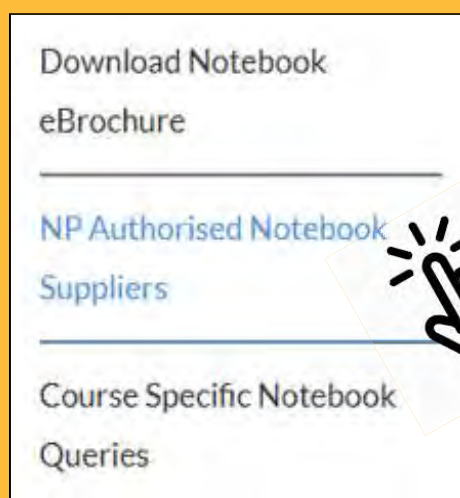 Download Notebook
eBrochure
NP Authorised Notebook
Suppliers
Course Specific Notebook
Queries